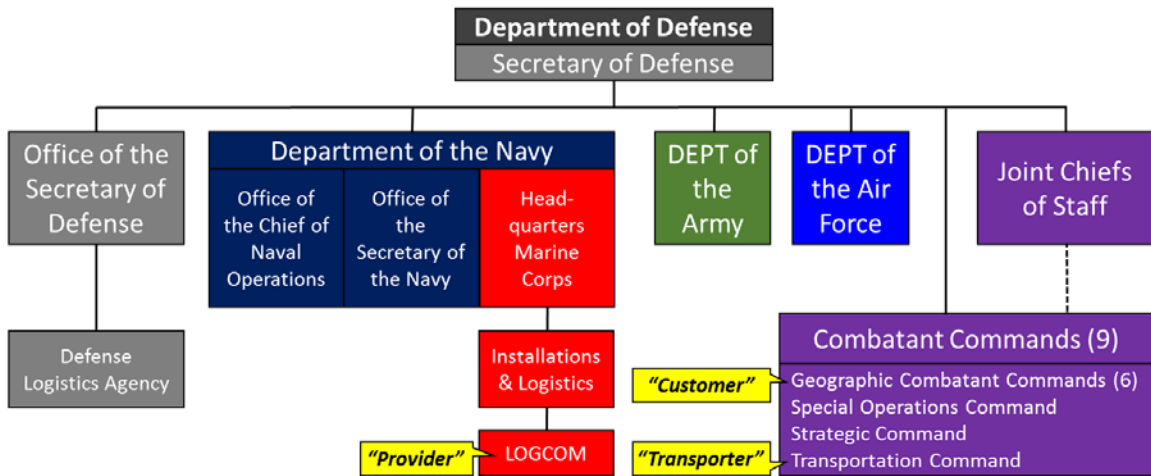 Department of Defense
Secretary of Defense
Office of the
Secretary of
Defense
Department of the Navy
Office of
the Chief of
Naval
Operations
Office of
the
Secretary of
the Navy
Head-
quarters
Marine
Corps
DEPT of
the
Army
DEPT of
the Air
Force
Joint Chiefs
of Staff
Defense
Logistics Agency
Installations
& Logistics
"Provider"
LOGCOM
Combatant Commands (9)
"Customer"
Geographic Combatant Commands (6)
Special Operations Command
Strategic Command
"Transporter"
Transportation Command